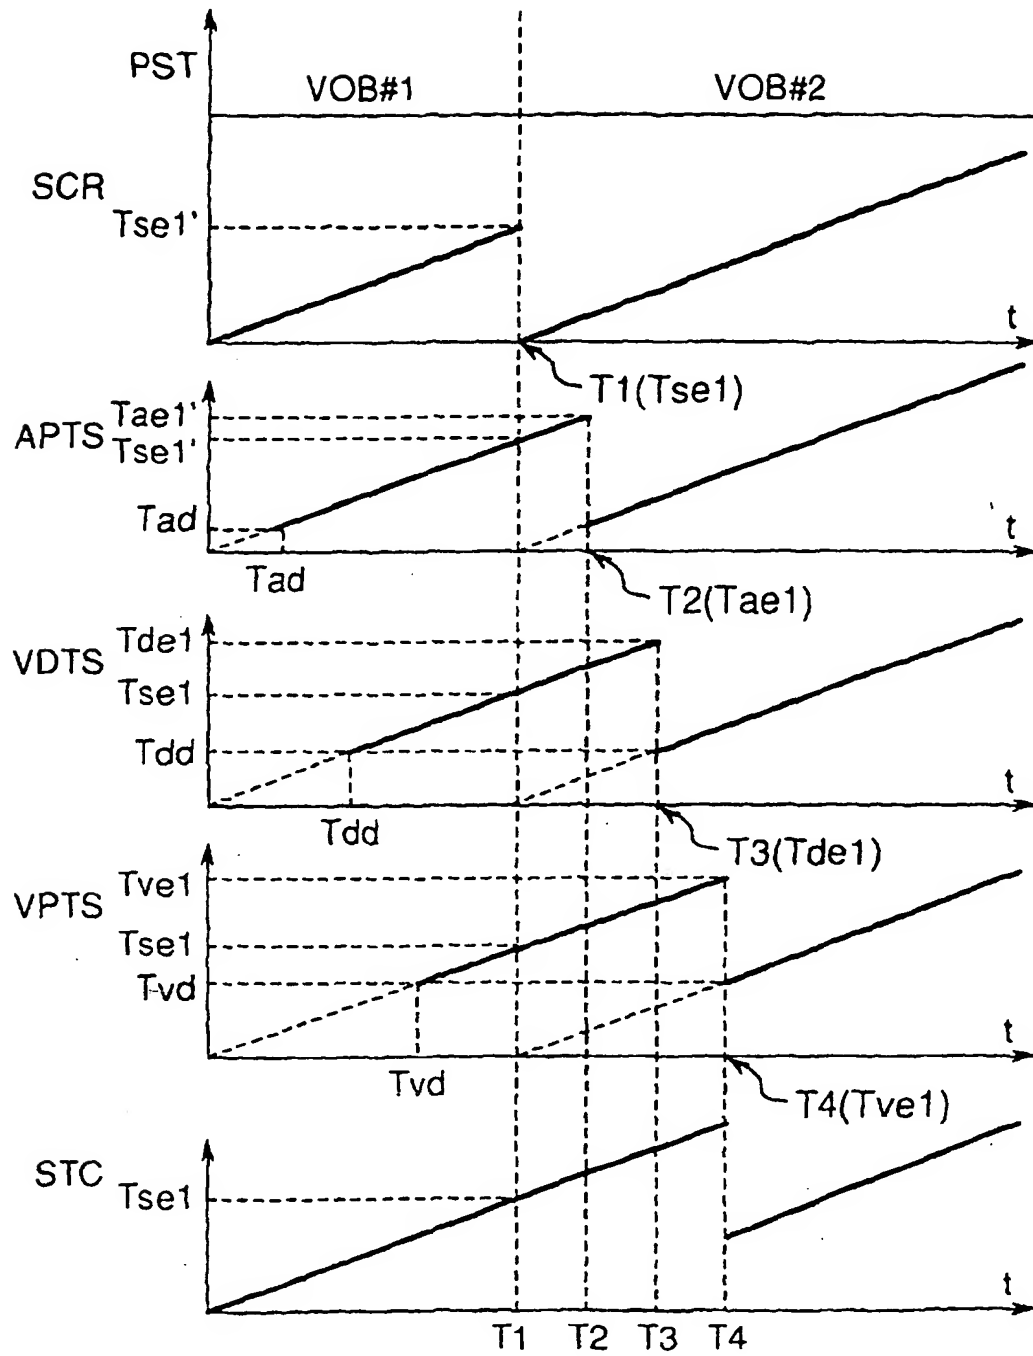 PST
VOB#1
VOB#2
SCR
Tse1'
t
T1(Tse1)
APTS
Tae1'
Tse1'
Tad
t
Tad
T2(Tae1)
VDTS
Tde1
Tse1
Tdd
t
Tdd
T3(Tde1)
VPTS
Tve1
Tse1
Tvd
t
Tvd
T4(Tve1)
STC
Tse1
t
T1 T2 T3 T4